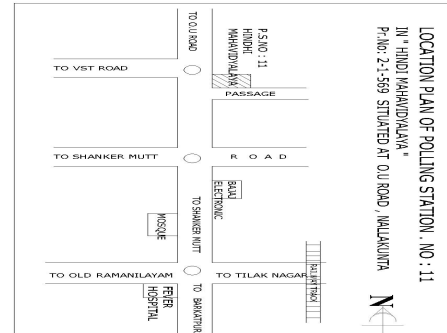 LOCATION PLAN OF POLLING STATION . NO : 11
IN " HINDI MAHAVIDYALAYA "
Pr.No: 2-1-569 SITUATED AT O.U ROAD , NALLAKUNTA
N
TO O.U ROAD
P.S.NO : 11
HINDHI
MAHAVIDYALAYA
TO VST ROAD
PASSAGE
TO SHANKER MUTT
R O A D
BAJAJ
ELECTRONIC
TO SHANKER MUTT
MOSQUE
TO OLD RAMANILAYAM
TO TILAK NAGAR
RAILWAY TRACK
FEVER
HOSPITAL
TO BARKATPUR